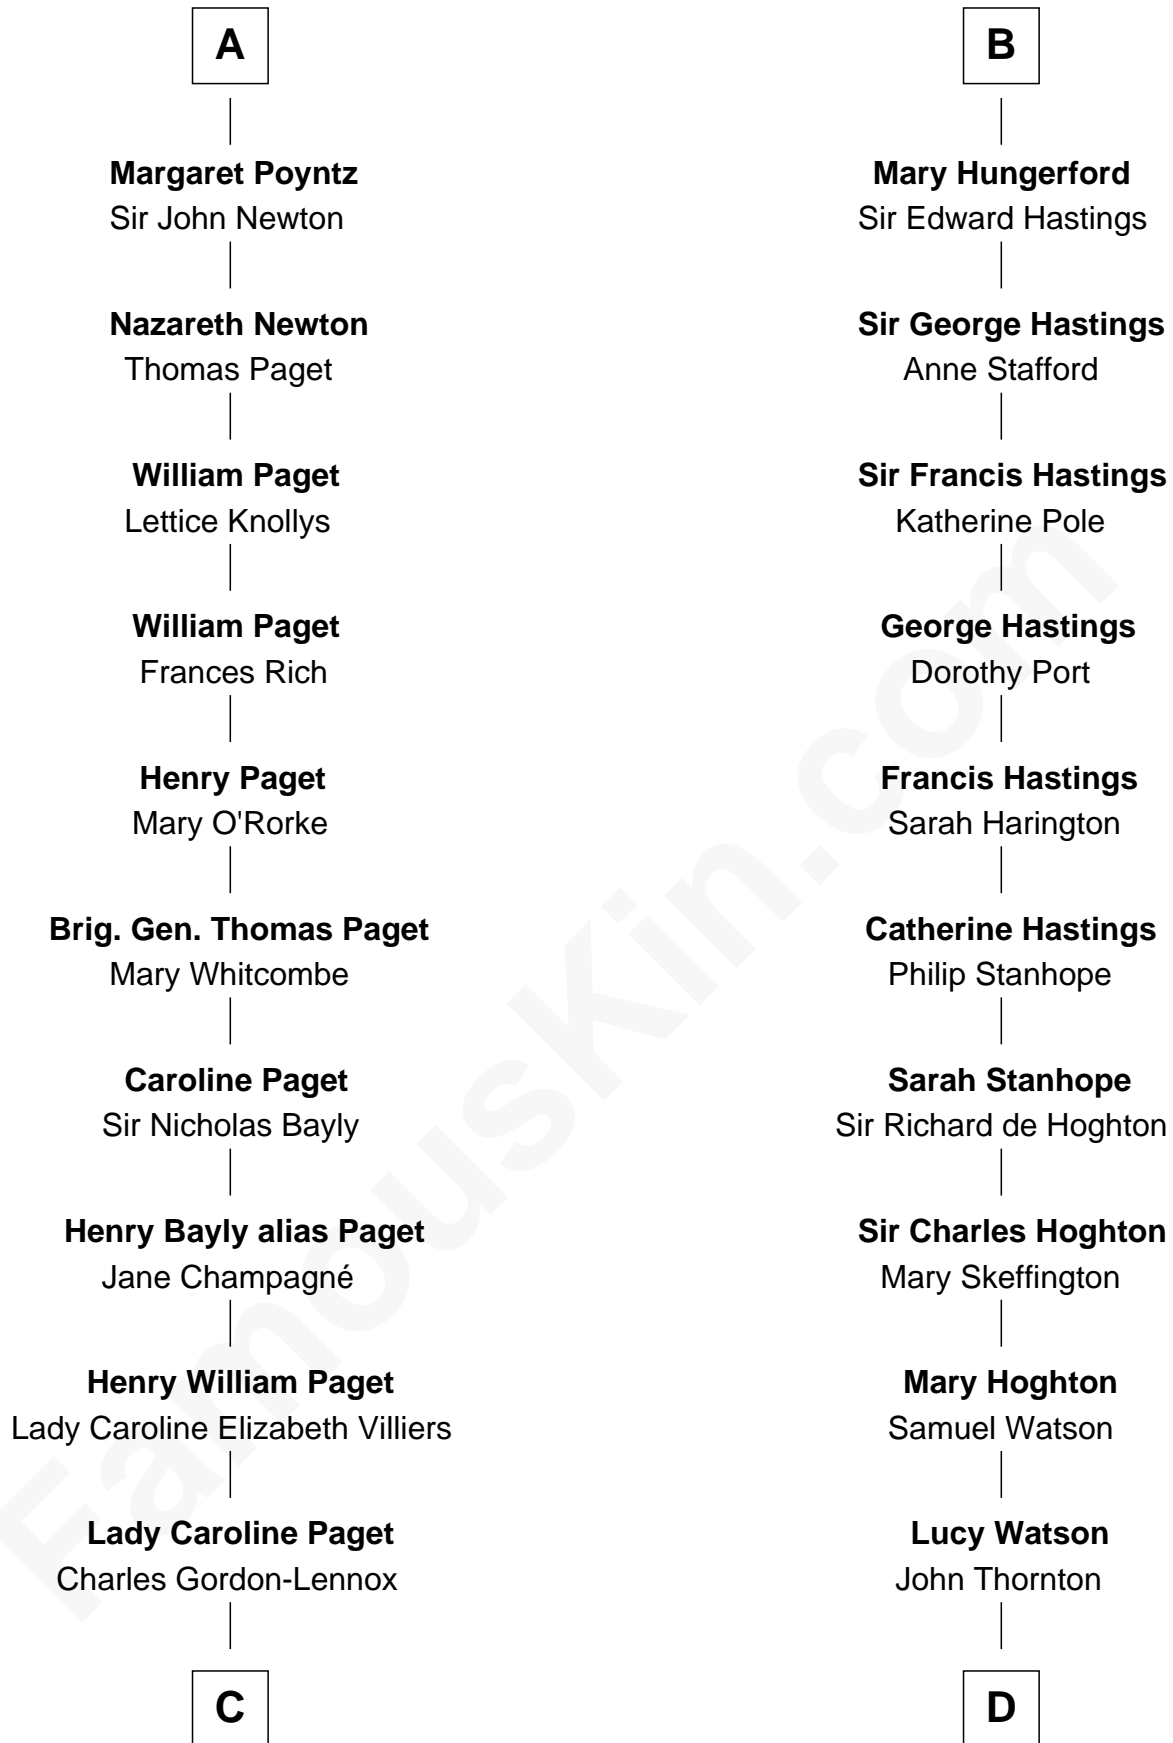 A
Margaret Poyntz
Sir John Newton
Nazareth Newton
Thomas Paget
William Paget
Lettice Knollys
William Paget
Frances Rich
Henry Paget
Mary O'Rorke
Brig. Gen. Thomas Paget
Mary Whitcombe
Caroline Paget
Sir Nicholas Bayly
Henry Bayly alias Paget
Jane Champagné
Henry William Paget
Lady Caroline Elizabeth Villiers
Lady Caroline Paget
Charles Gordon-Lennox
C
B
Mary Hungerford
Sir Edward Hastings
Sir George Hastings
Anne Stafford
Sir Francis Hastings
Katherine Pole
George Hastings
Dorothy Port
Francis Hastings
Sarah Harington
Catherine Hastings
Philip Stanhope
Sarah Stanhope
Sir Richard de Hoghton
Sir Charles Hoghton
Mary Skeffington
Mary Hoghton
Samuel Watson
Lucy Watson
John Thornton
D
FamousKin.com